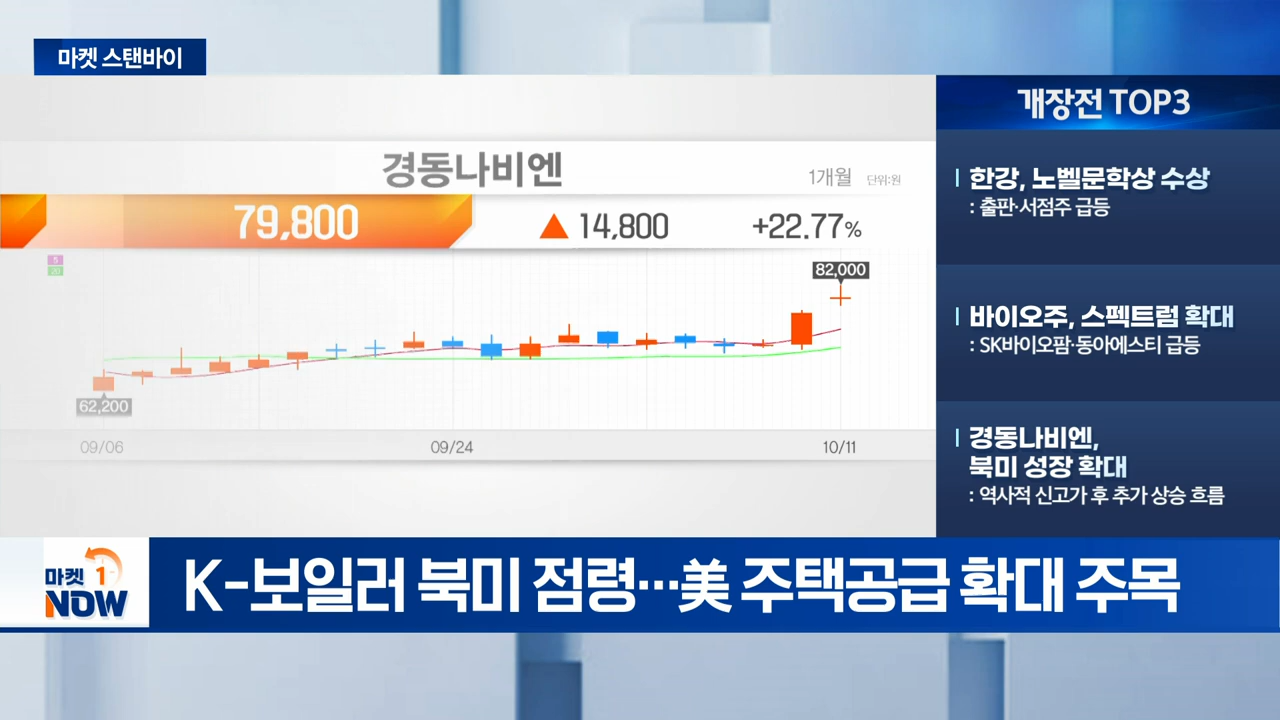 마켓 스탠바이
경동나비엔
1개월 단위:원
79,800 ▲ 14,800 +22.77%
5
20
82,000
62,200
09/06 09/24 10/11
개장전 TOP3
한강, 노벨문학상 수상
: 출판·서점주 급등
바이오주, 스펙트럼 확대
: SK바이오팜·동아에스티 급등
경동나비엔,
북미 성장 확대
: 역사적 신고가 후 추가 상승 흐름
마켓 1
NOW
K-보일러 북미 점령…美 주택공급 확대 주목